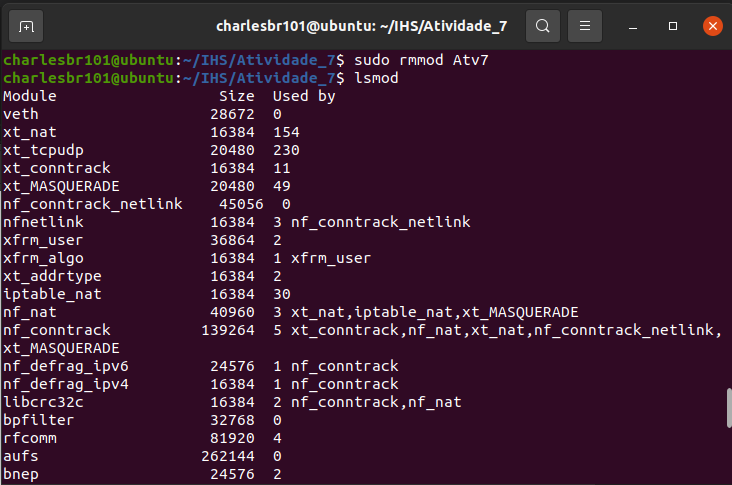 charlesbr101@ubuntu: ~/IHS/Atividade_7
charlesbr101@ubuntu:~/IHS/Atividade_7$ sudo rmmod Atv7
charlesbr101@ubuntu:~/IHS/Atividade_7$ lsmod
Module                  Size  Used by
veth                   28672  0
xt_nat                 16384  154
xt_tcpudp              20480  230
xt_conntrack           16384  11
xt_MASQUERADE          20480  49
nf_conntrack_netlink    45056  0
nfnetlink              16384  3 nf_conntrack_netlink
xfrm_user              36864  2
xfrm_algo              16384  1 xfrm_user
xt_addrtype            16384  2
iptable_nat            16384  30
nf_nat                 40960  3 xt_nat,iptable_nat,xt_MASQUERADE
nf_conntrack          139264  5 xt_conntrack,nf_nat,xt_nat,nf_conntrack_netlink,
xt_MASQUERADE
nf_defrag_ipv6         24576  1 nf_conntrack
nf_defrag_ipv4         16384  1 nf_conntrack
libcrc32c              16384  2 nf_conntrack,nf_nat
bpfilter               32768  0
rfcomm                 81920  4
aufs                  262144  0
bnep                   24576  2